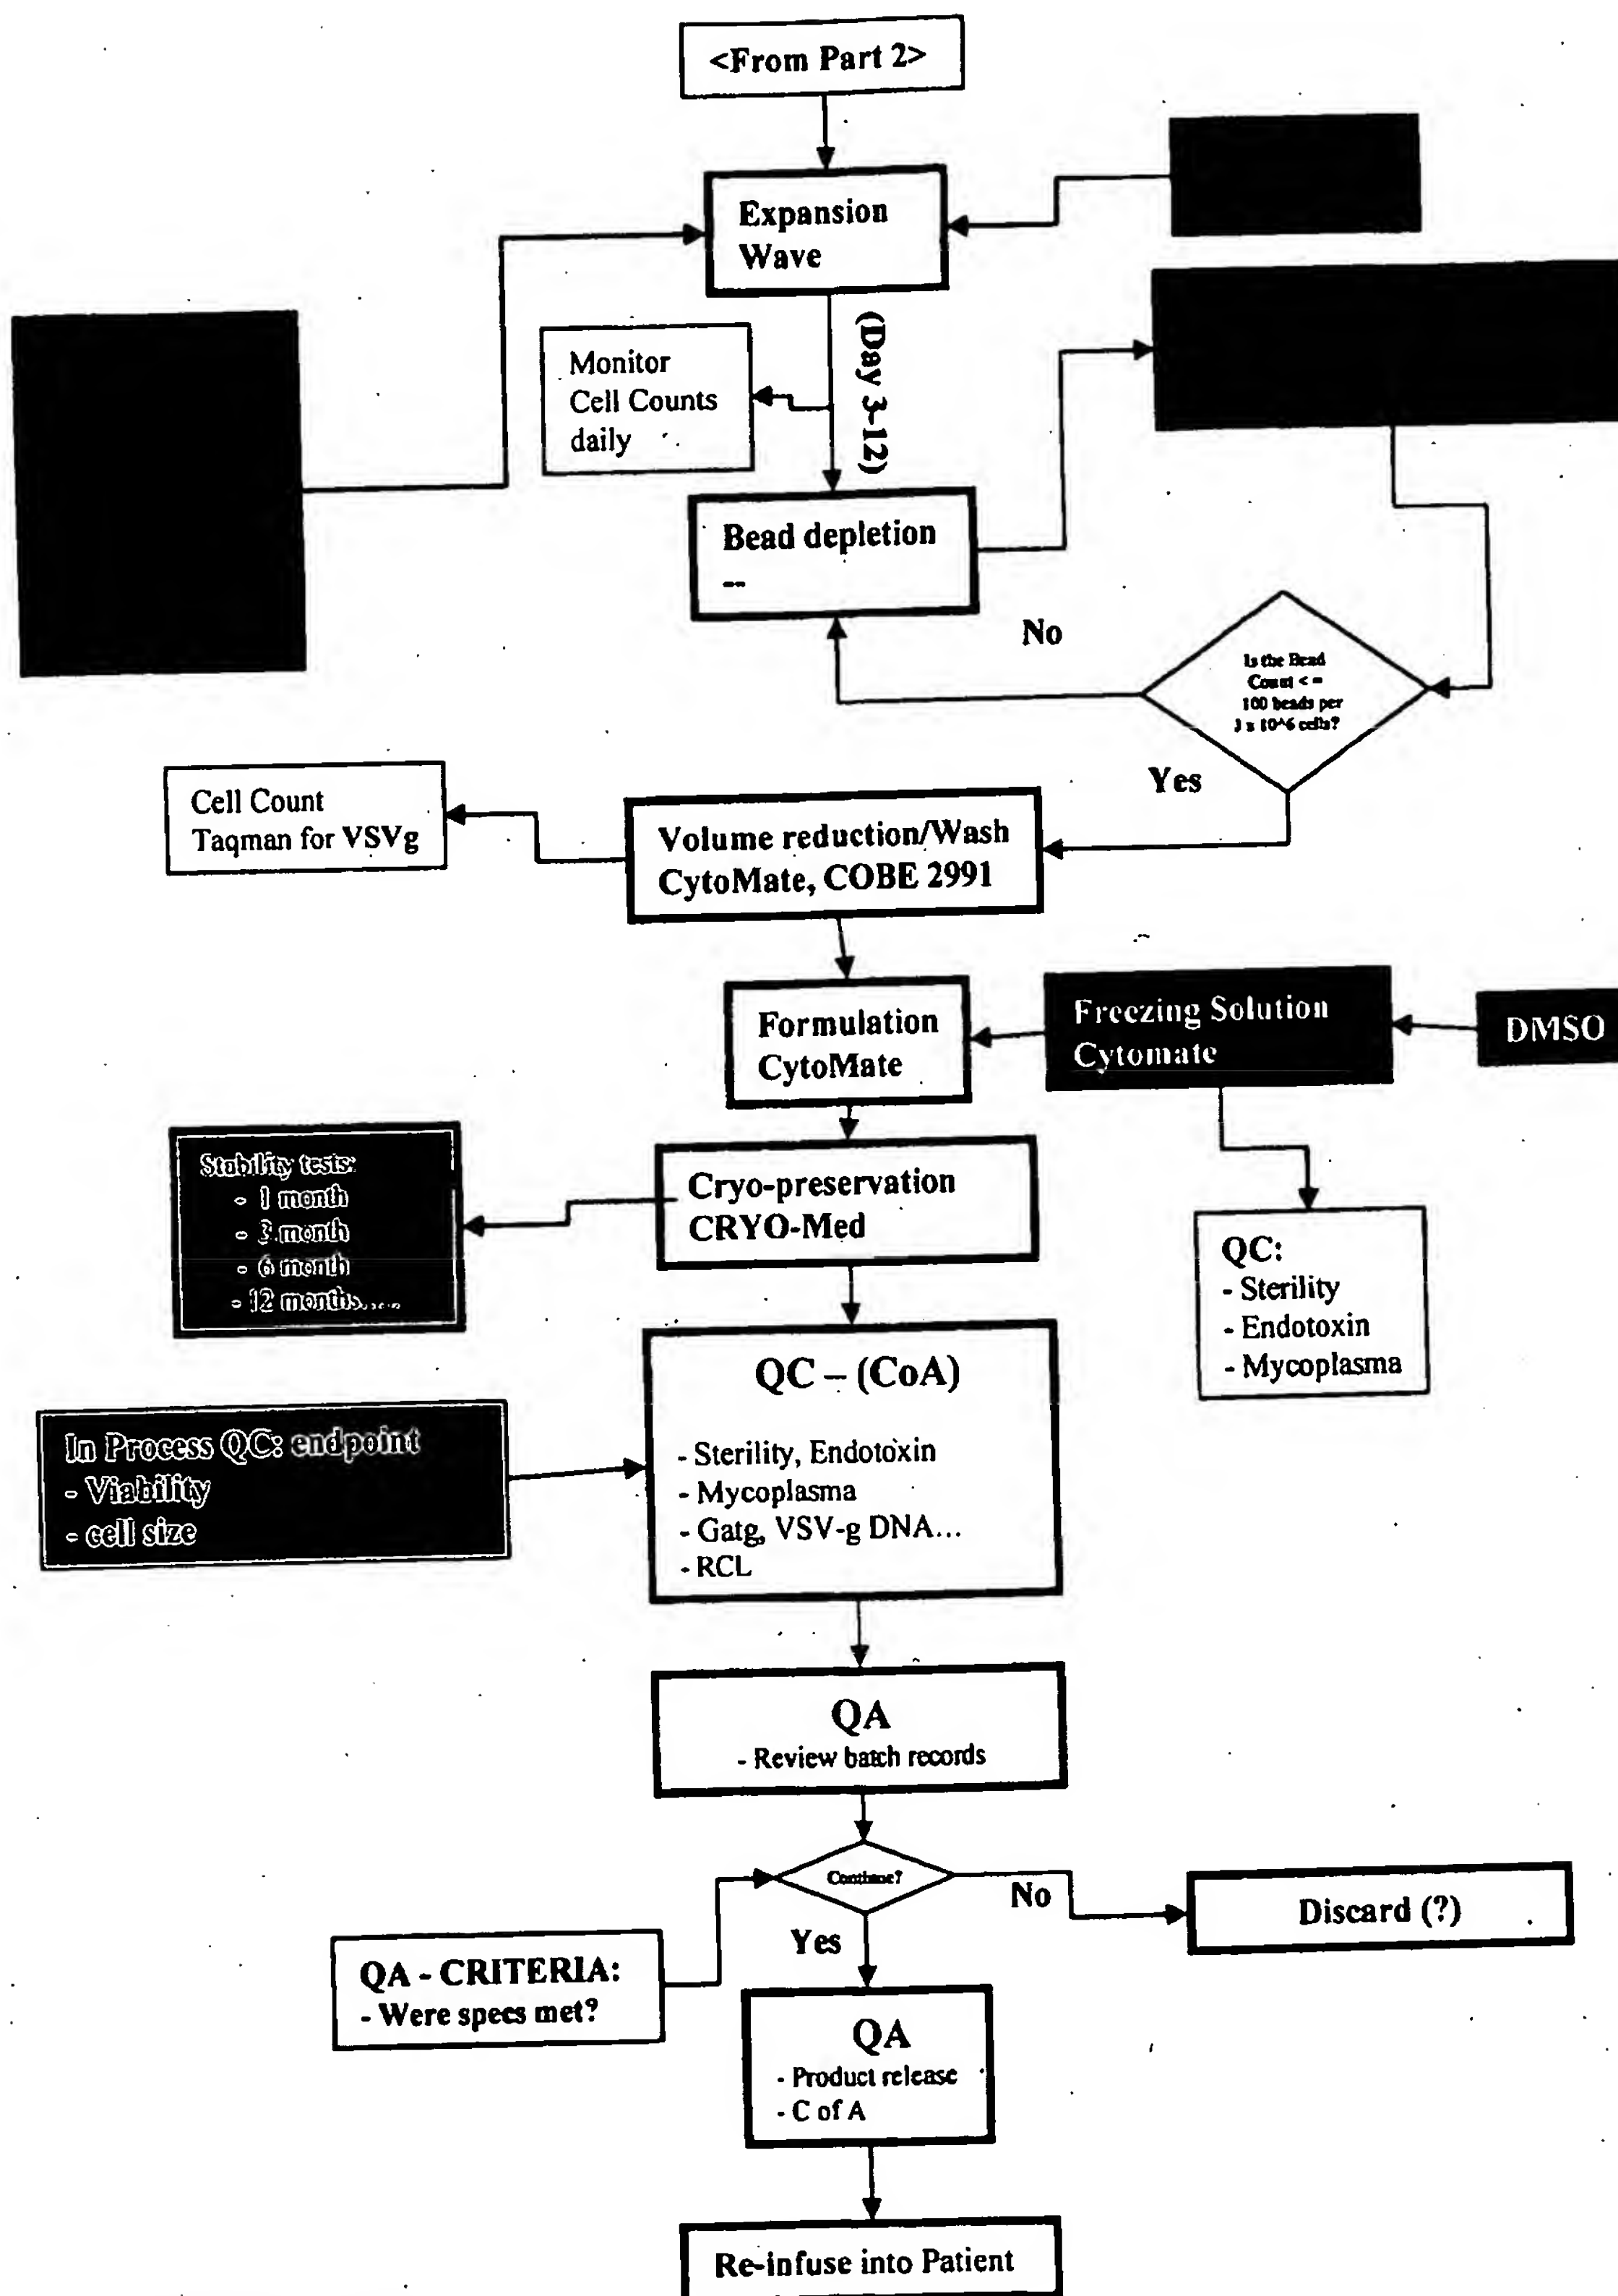 <From Part 2>
Expansion
Wave
(Day 3-12)
Monitor
Cell Counts
daily
Bead depletion
--
No
Is the Bead
Count < =
100 beads per
1 x 10^6 cells?
Yes
Cell Count
Taqman for VSVg
Volume reduction/Wash
CytoMate, COBE 2991
Formulation
CytoMate
Freezing Solution
Cytomate
DMSO
Stability tests:
- 1 month
- 3 month
- 6 month
- 12 months.....
Cryo-preservation
CRYO-Med
QC:
- Sterility
- Endotoxin
- Mycoplasma
QC – (CoA)
- Sterility, Endotoxin
- Mycoplasma
- Gatg, VSV-g DNA...
- RCL
In Process QC: endpoint
- Viability
- cell size
QA
- Review batch records
Continue?
No
Discard (?)
Yes
QA - CRITERIA:
- Were specs met?
QA
- Product release
- C of A
Re-infuse into Patient